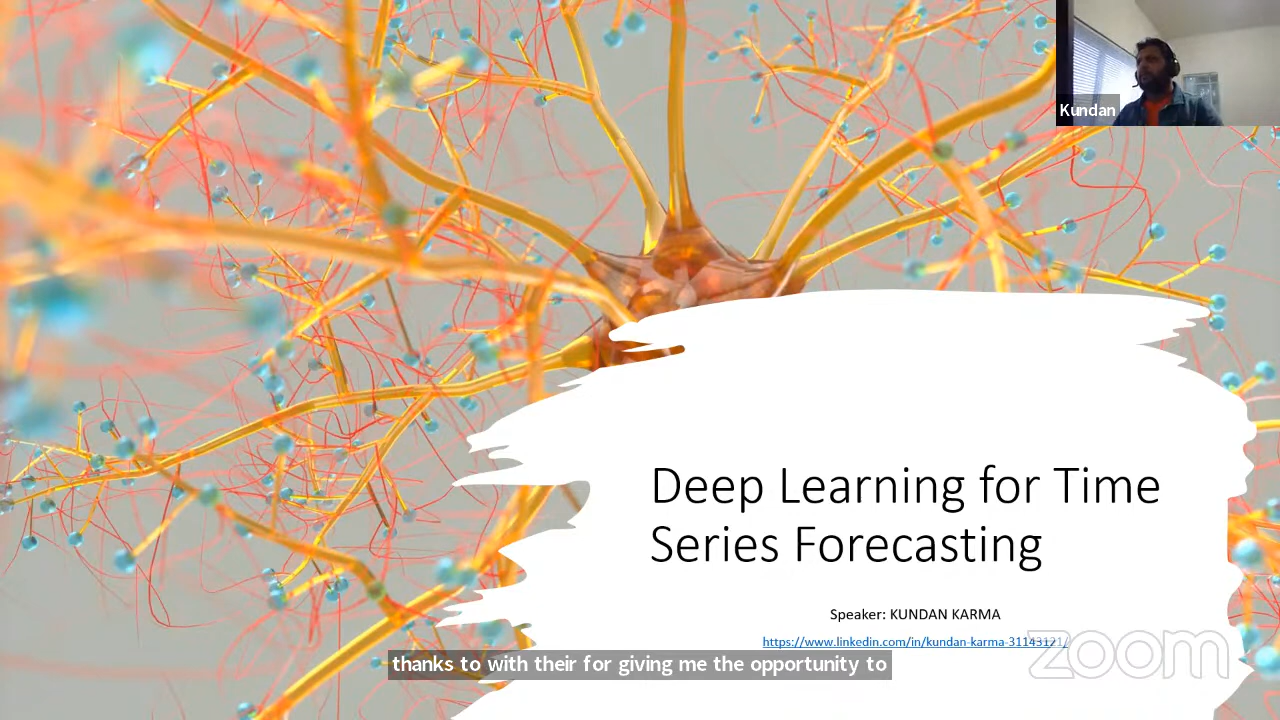 Kundan
Deep Learning for Time
Series Forecasting
Speaker: KUNDAN KARMA
https://www.linkedin.com/in/kundan-karma-31143121/
zoom
thanks to with their for giving me the opportunity to